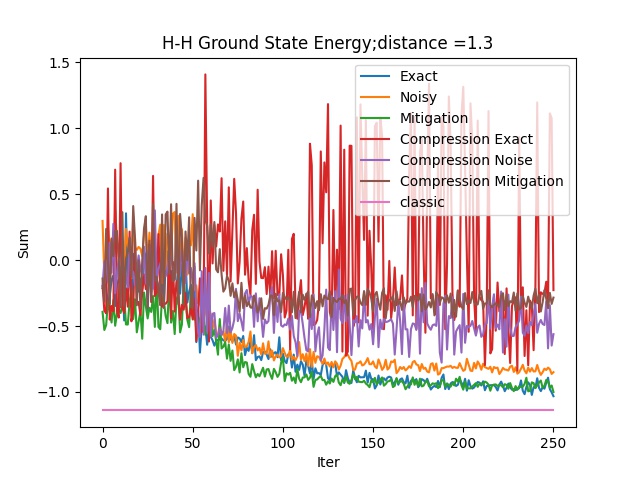 H-H Ground State Energy;distance =1.3
Sum
1.5
1.0
0.5
0.0
−0.5
−1.0
Exact
Noisy
Mitigation
Compression Exact
Compression Noise
Compression Mitigation
classic
0 50 100 150 200 250
Iter